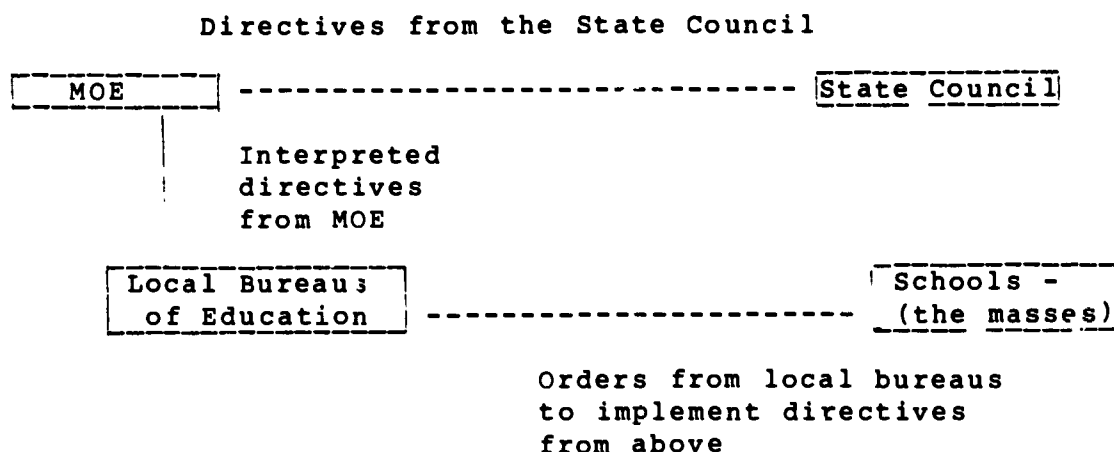 Directives from the State Council
MOE
State Council
Interpreted
directives
from MOE
Local Bureaus
of Education
Schools -
(the masses)
Orders from local bureaus
to implement directives
from above